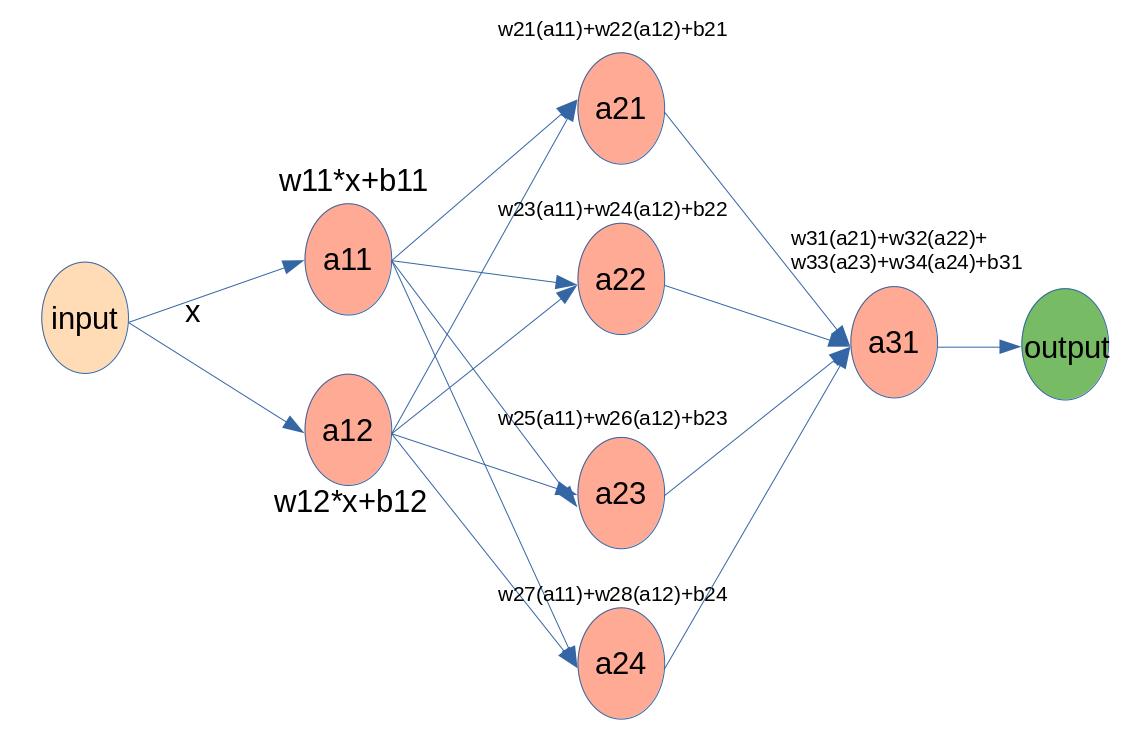 w21(a11)+w22(a12)+b21
a21
w11*x+b11
w23(a11)+w24(a12)+b22
a11
a22
w31(a21)+w32(a22)+
w33(a23)+w34(a24)+b31
input
x
a31
output
a12
w25(a11)+w26(a12)+b23
w12*x+b12
a23
w27(a11)+w28(a12)+b24
a24